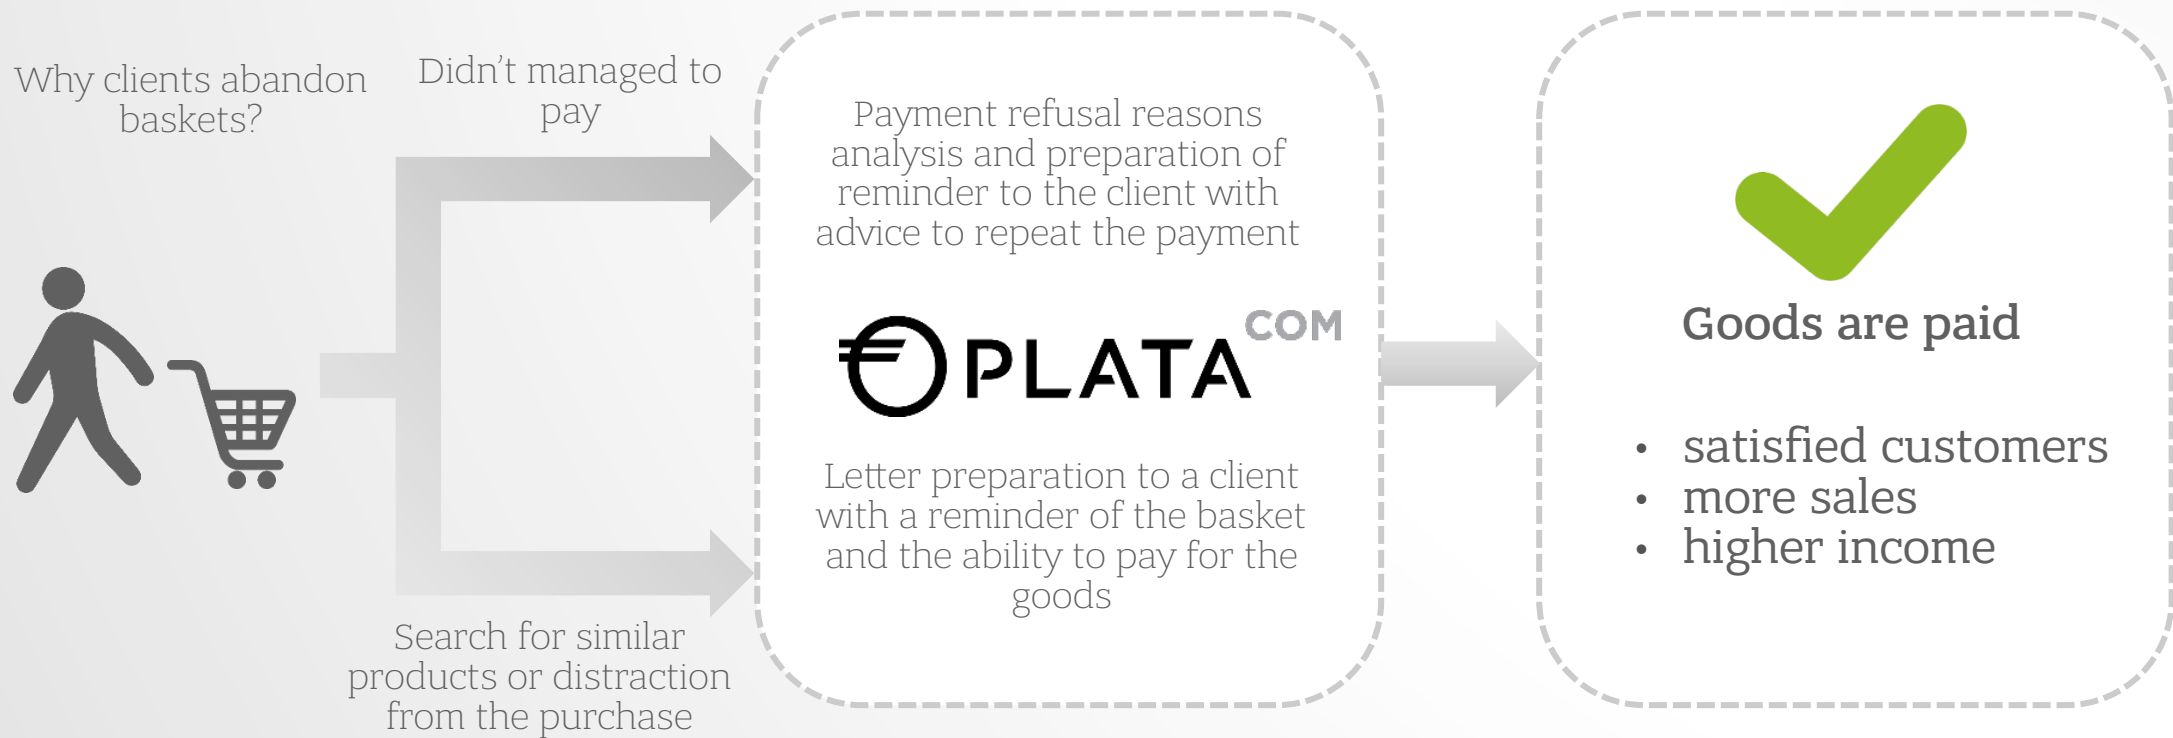 Why clients abandon
baskets?
Didn't managed to
pay
Search for similar
products or distraction
from the purchase
Payment refusal reasons
analysis and preparation of
reminder to the client with
advice to repeat the payment
OPLATA COM
Letter preparation to a client
with a reminder of the basket
and the ability to pay for the
goods
Goods are paid
• satisfied customers
• more sales
• higher income